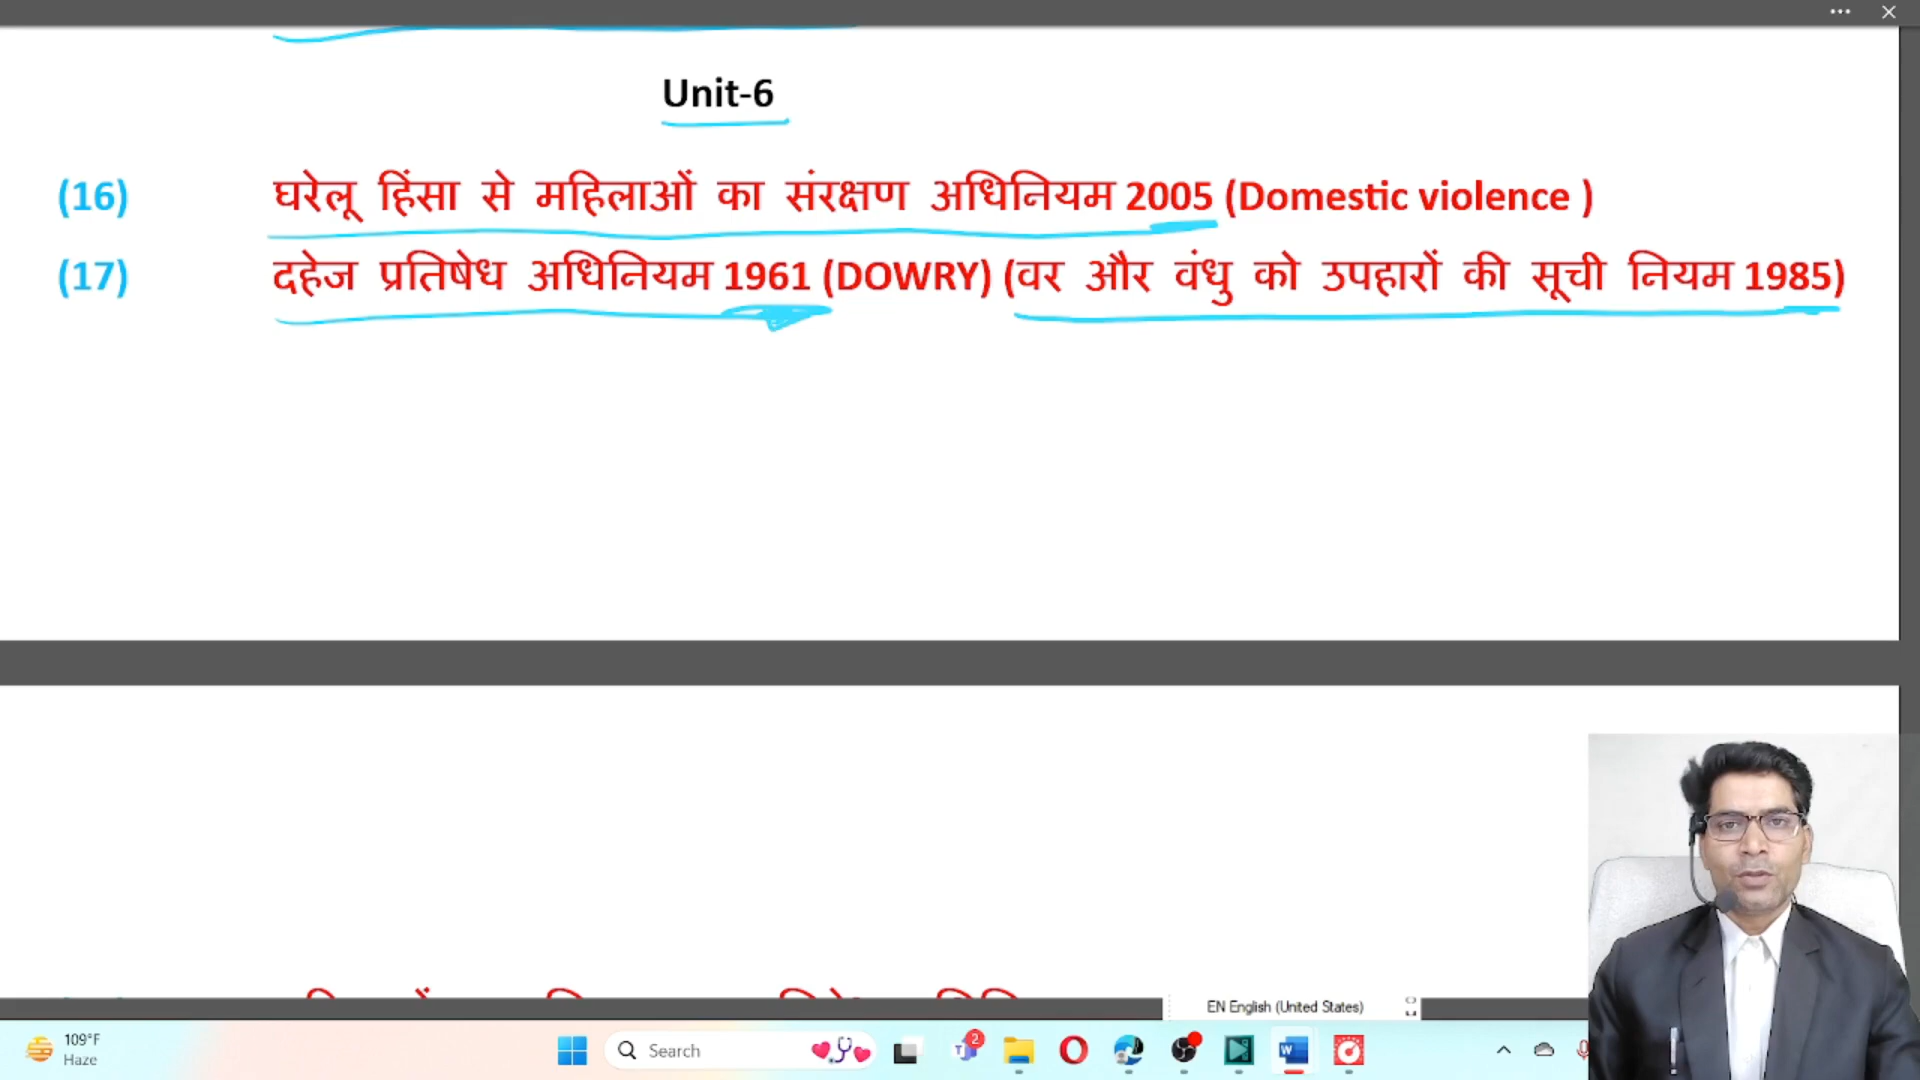 Unit-6
(16) घरेलू हिंसा से महिलाओं का संरक्षण अधिनियम 2005 (Domestic violence )
(17) दहेज प्रतिषेध अधिनियम 1961 (DOWRY) (वर और वंधु को उपहारों की सूची नियम 1985)
EN English (United States)
109°F
Haze
Search
2